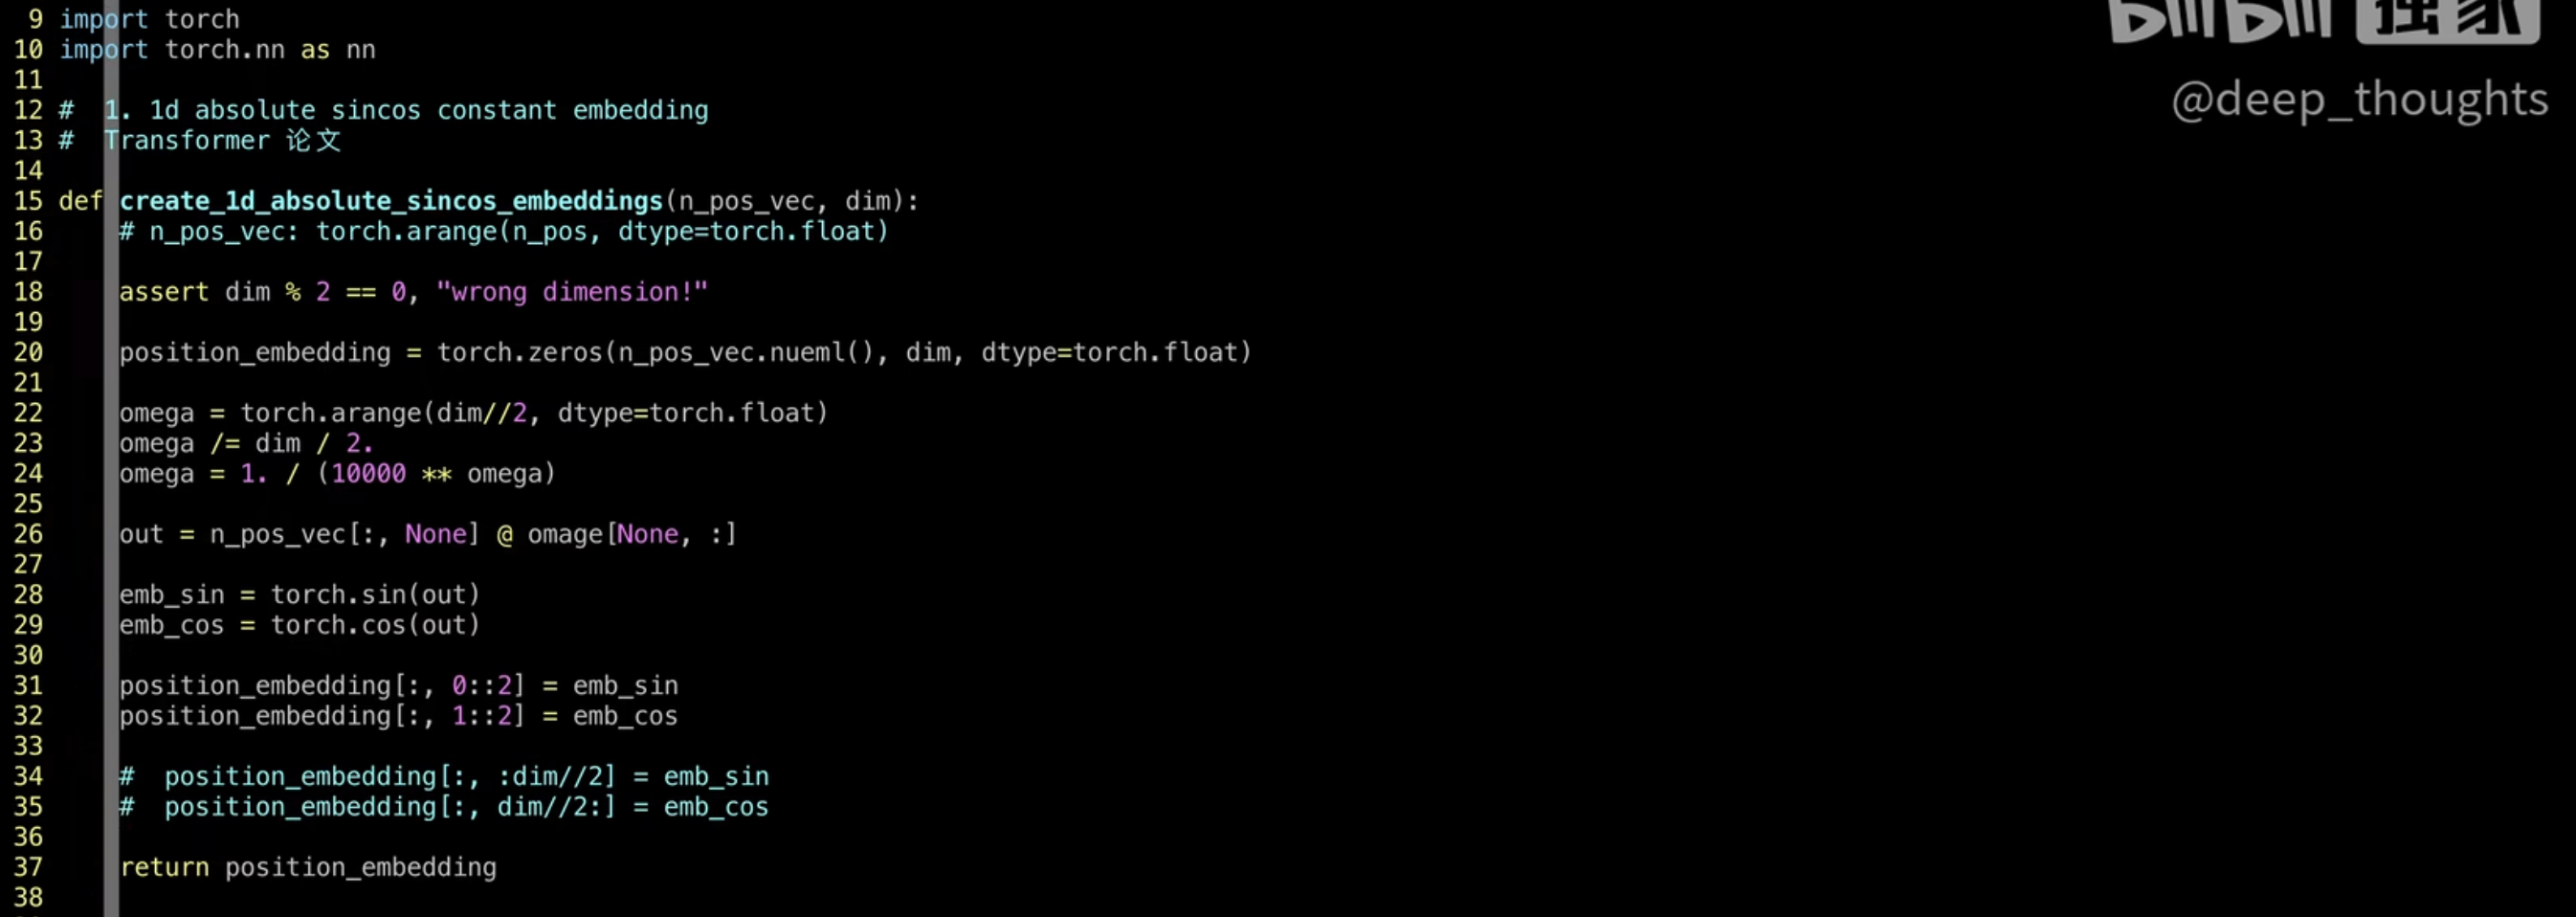 9 import torch
10 import torch.nn as nn
11
12 #  1. 1d absolute sincos constant embedding
13 #  Transformer 论文
14
15 def create_1d_absolute_sincos_embeddings(n_pos_vec, dim):
16     # n_pos_vec: torch.arange(n_pos, dtype=torch.float)
17
18     assert dim % 2 == 0, "wrong dimension!"
19
20     position_embedding = torch.zeros(n_pos_vec.nueml(), dim, dtype=torch.float)
21
22     omega = torch.arange(dim//2, dtype=torch.float)
23     omega /= dim / 2.
24     omega = 1. / (10000 ** omega)
25
26     out = n_pos_vec[:, None] @ omage[None, :]
27
28     emb_sin = torch.sin(out)
29     emb_cos = torch.cos(out)
30
31     position_embedding[:, 0::2] = emb_sin
32     position_embedding[:, 1::2] = emb_cos
33
34     #  position_embedding[:, :dim//2] = emb_sin
35     #  position_embedding[:, dim//2:] = emb_cos
36
37     return position_embedding
38
@deep_thoughts